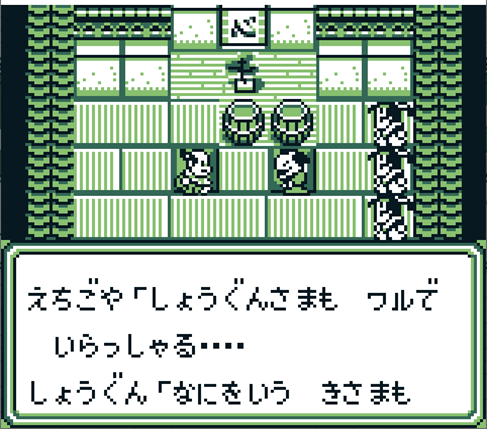 心
えちごや「しょうぐんさまも　ワルで
いらっしゃる････
しょうぐん「なにをいう　きさまも